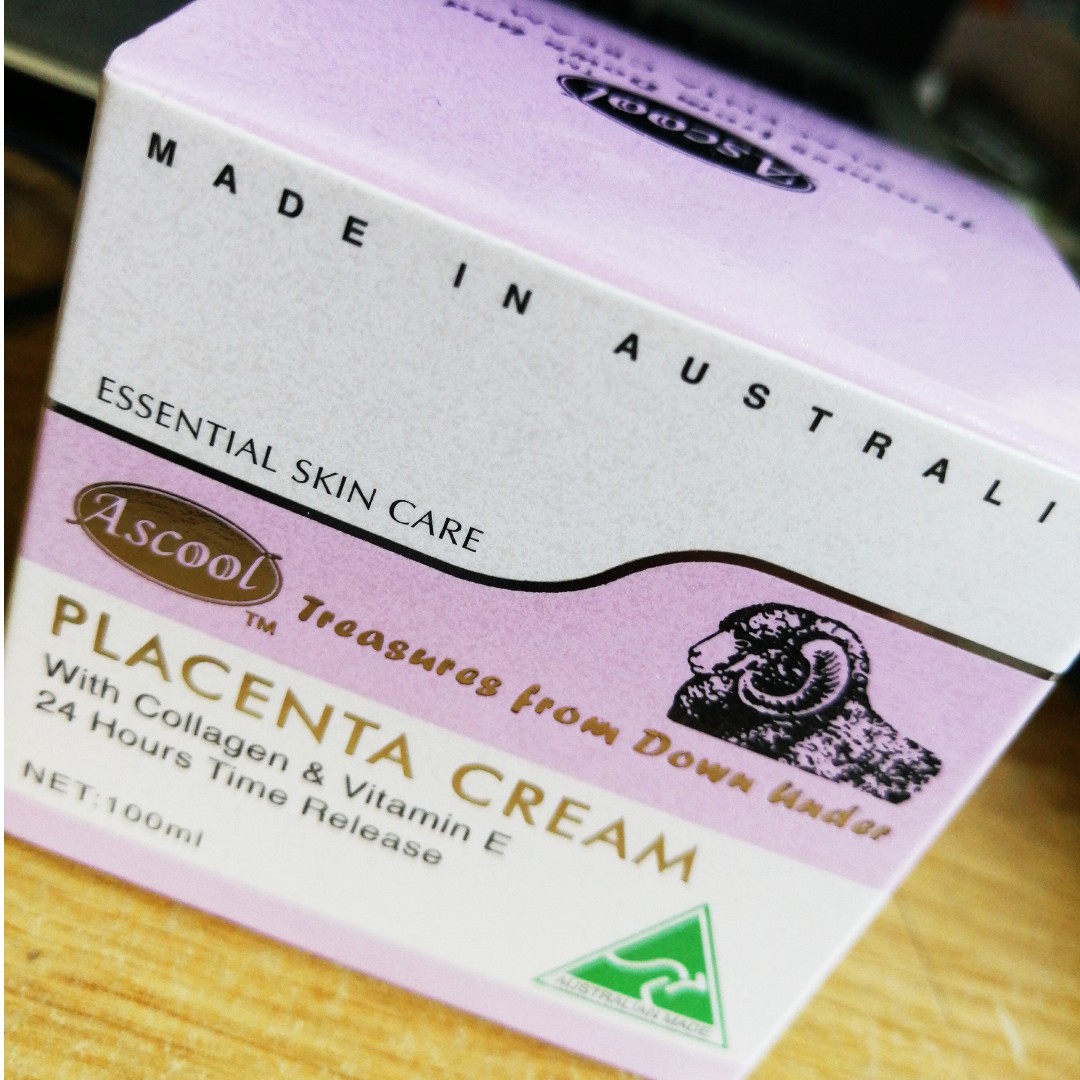 Ascool
MADE IN AUSTRALI
ESSENTIAL SKIN CARE
Ascool TM
Treasures from Down Under
PLACENTA CREAM
With Collagen & Vitamin E
24 Hours Time Release
NET:100ml
AUSTRALIAN MADE